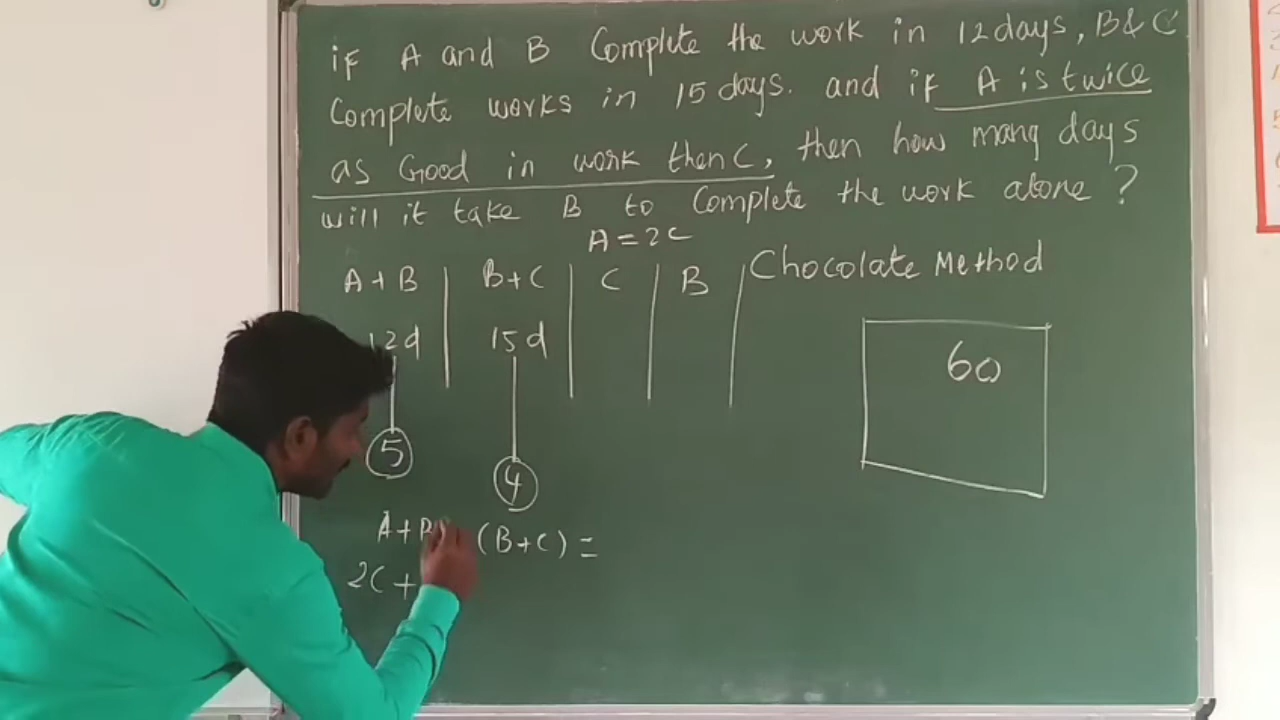 if A and B Complete the work in 12 days, B & C
Complete works in 15 days. and if A is twice
as Good in work then C, then how many days
will it take B to Complete the work alone ?
A = 2C
A + B B + C C B Chocolate Method
12d 15d
60
5 4
A + B (B + C) =
2C +